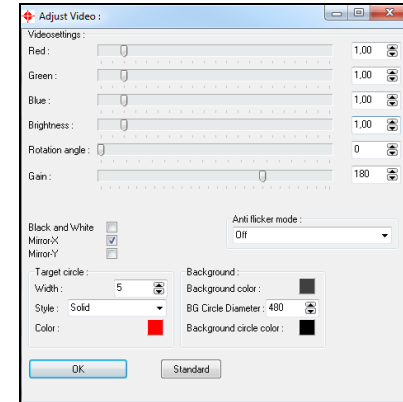 Adjust Video :
Videosettings :
Red : 1,00
Green : 1,00
Blue : 1,00
Brightness : 1,00
Rotation angle : 0
Gain : 180
Anti flicker mode :
Black and White Off
Mirror-X
Mirror-Y
Target circle : Background :
Width : 5 Background color :
Style : Solid BG Circle Diameter : 480
Color : Background circle color :
OK Standard